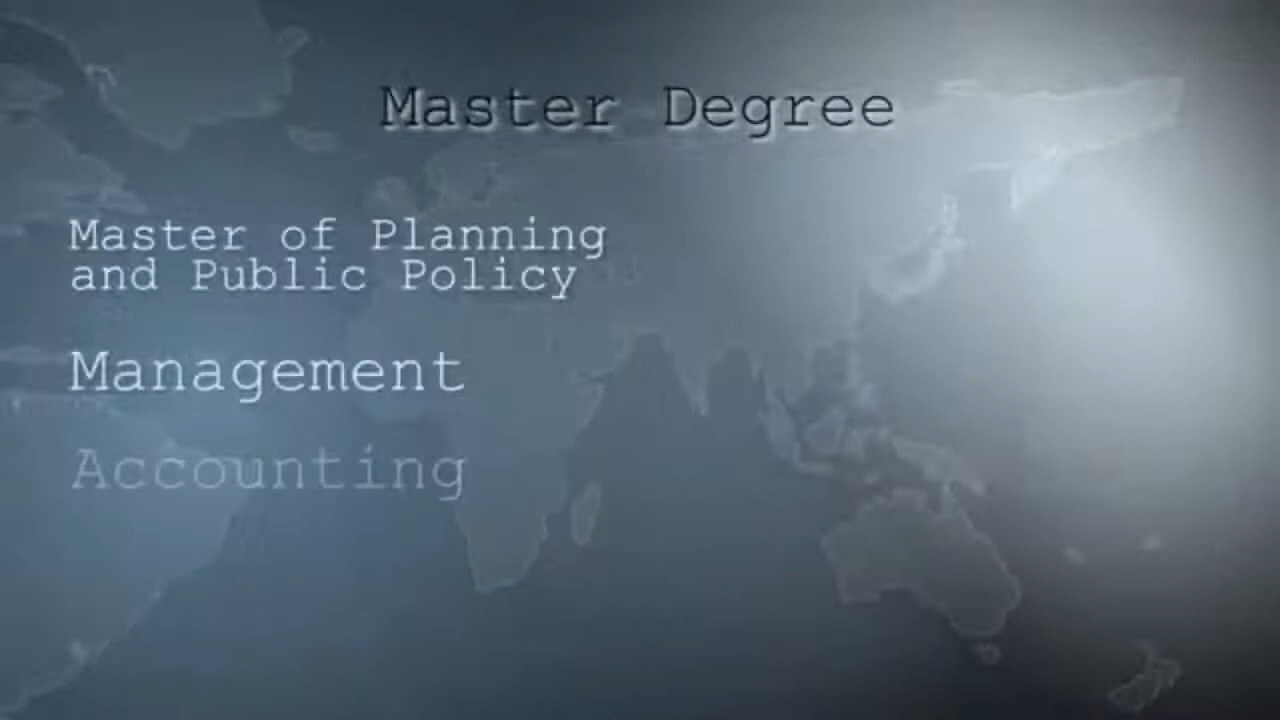 Master Degree
Master of Planning
and Public Policy
Management
Accounting